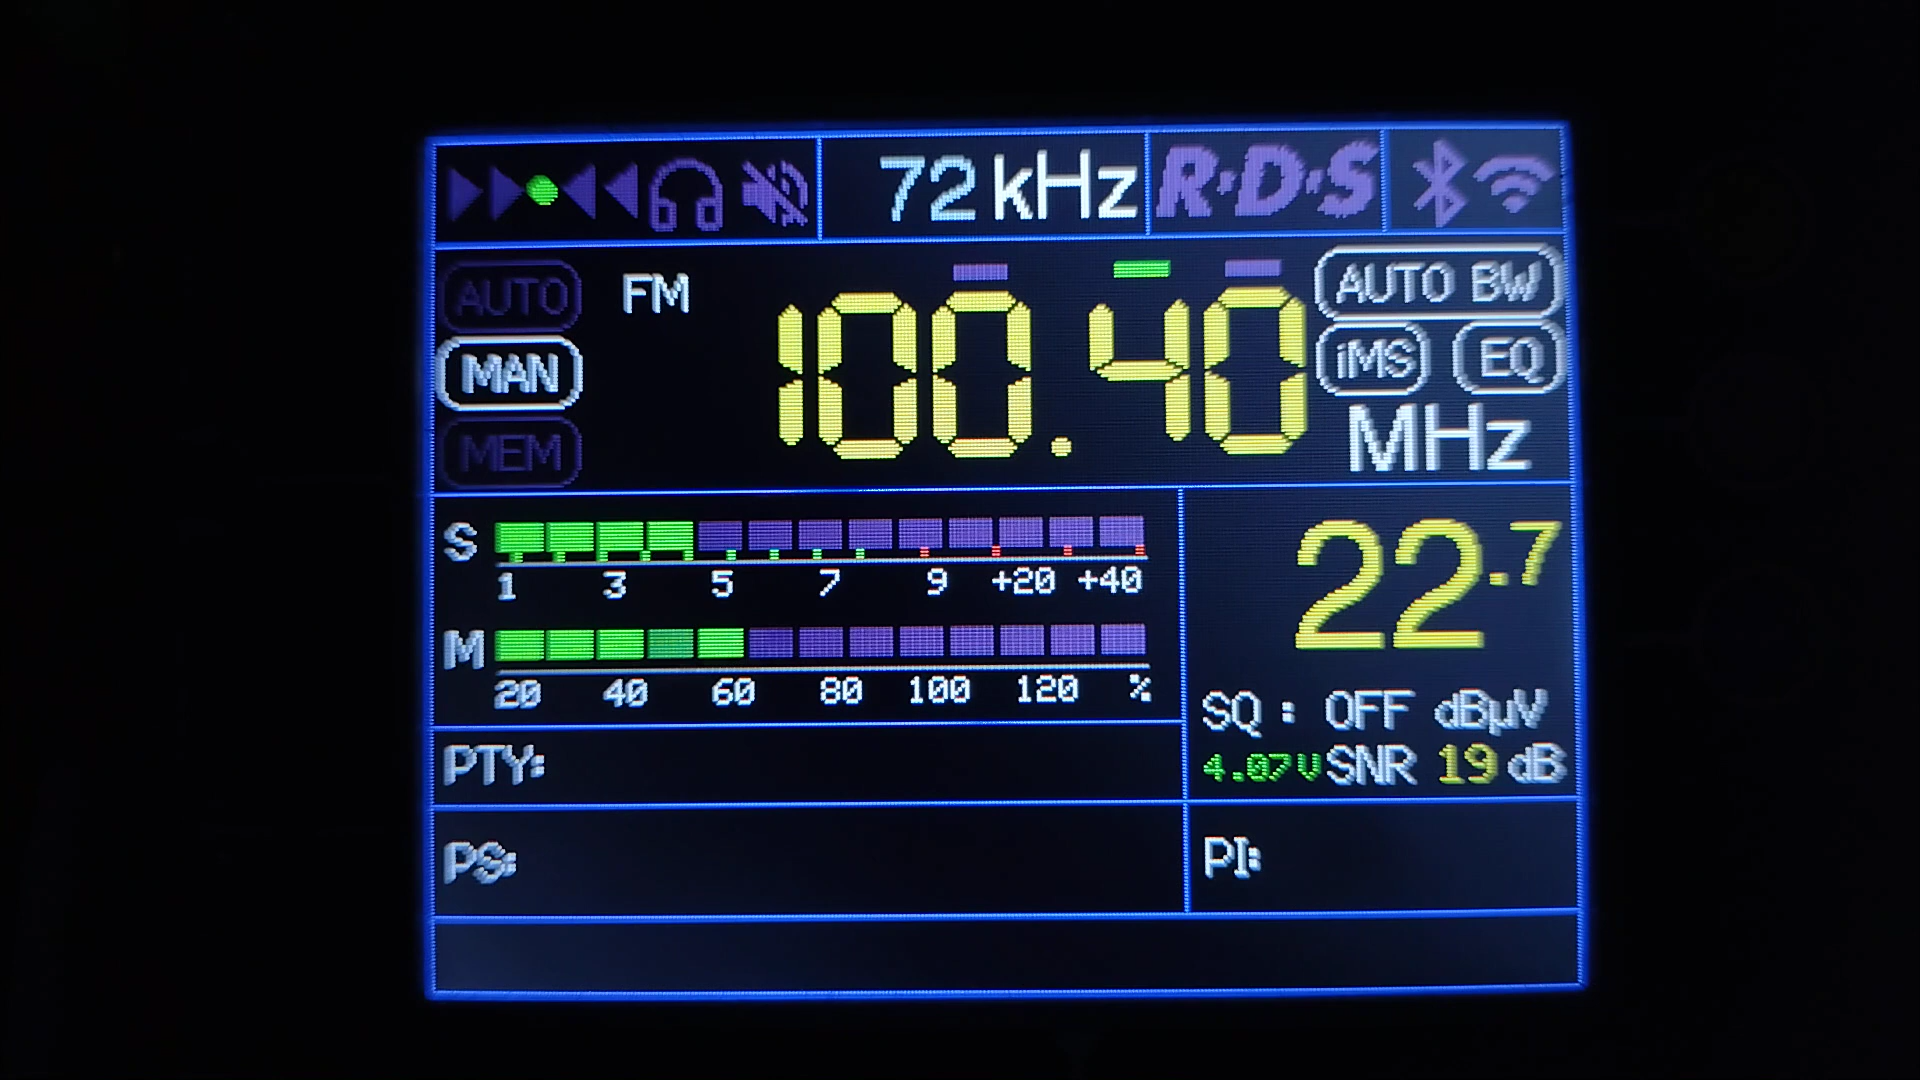 72 kHz R·D·S
AUTO FM 100.40 AUTO BW
MAN iMS EQ
MEM MHz
S
1 3 5 7 9 +20 +40
22.7
M
20 40 60 80 100 120 %
SQ : OFF dBµV
PTY: 4.07V SNR 19 dB
PS: PI: